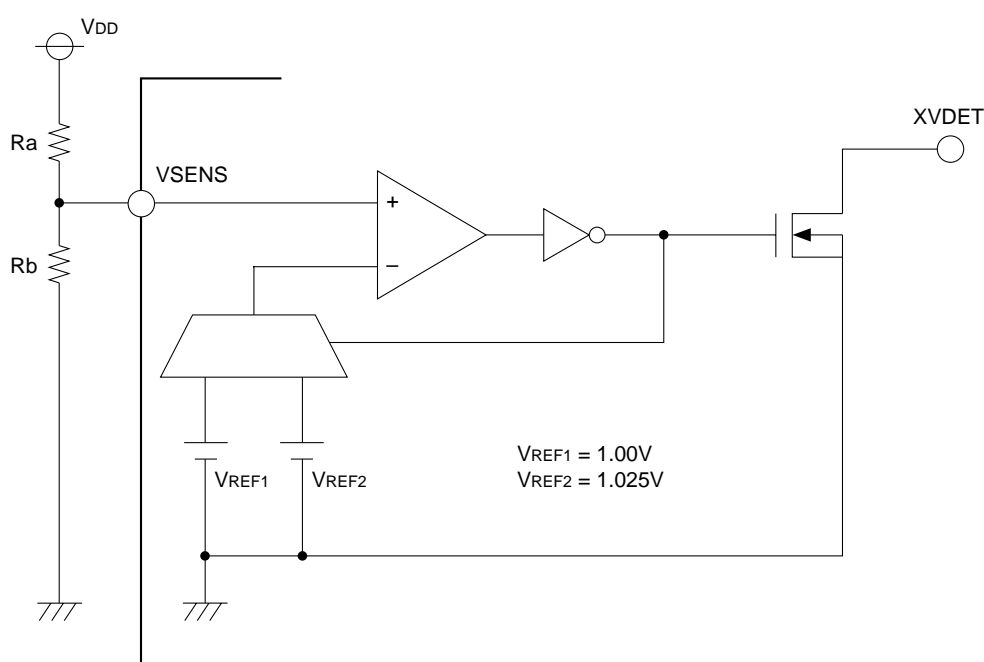 VDD
XVDET
Ra
VSENS
+
Rb
−
VREF1 = 1.00V
VREF1
VREF2
VREF2 = 1.025V